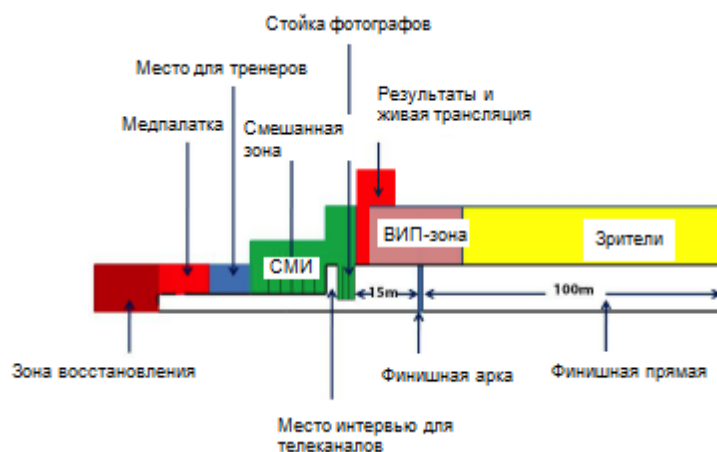 Стойка фотографов
Место для тренеров
Результаты и
живая трансляция
Медпалатка
Смешанная
зона
ВИП-зона
Зрители
СМИ
15m
100m
Зона восстановления
Финишная арка
Финишная прямая
Место интервью для
телеканалов